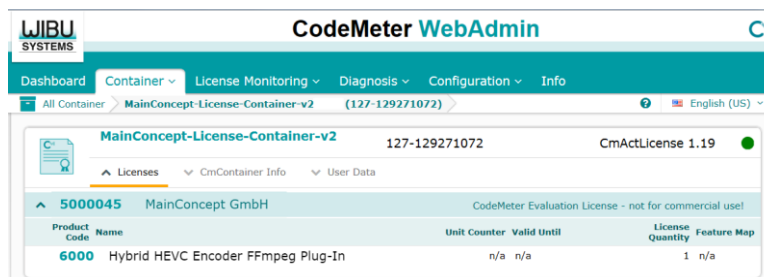 WIBU
SYSTEMS
CodeMeter WebAdmin
Dashboard Container License Monitoring Diagnosis Configuration Info
All Container MainConcept-License-Container-v2 (127-129271072) English (US)
MainConcept-License-Container-v2 127-129271072 CmActLicense 1.19
Licenses CmContainer Info User Data
5000045 MainConcept GmbH CodeMeter Evaluation License - not for commercial use!
Product Code Name Unit Counter Valid Until License Quantity Feature Map
6000 Hybrid HEVC Encoder FFmpeg Plug-In n/a n/a 1 n/a